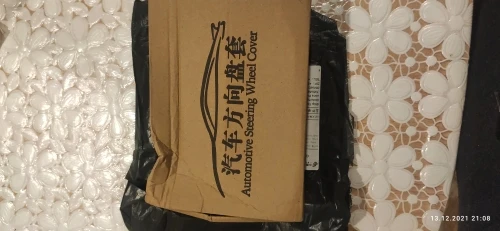 汽车方向盘套
Automotive Steering Wheel Cover
13.12.2021 21:08